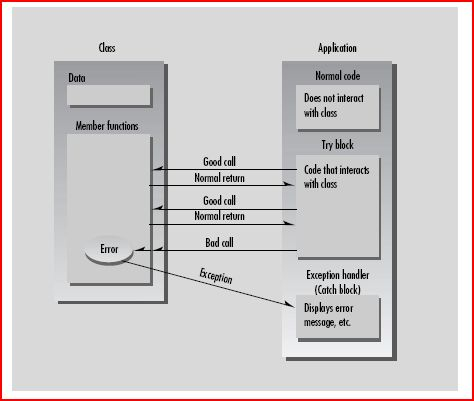 Class
Application
Data
Normal code
Does not interact
with class
Member functions
Try block
Code that interacts
with class
Good call
Normal return
Good call
Normal return
Bad call
Error
Exception
Exception handler
(Catch block)
Displays error
message, etc.